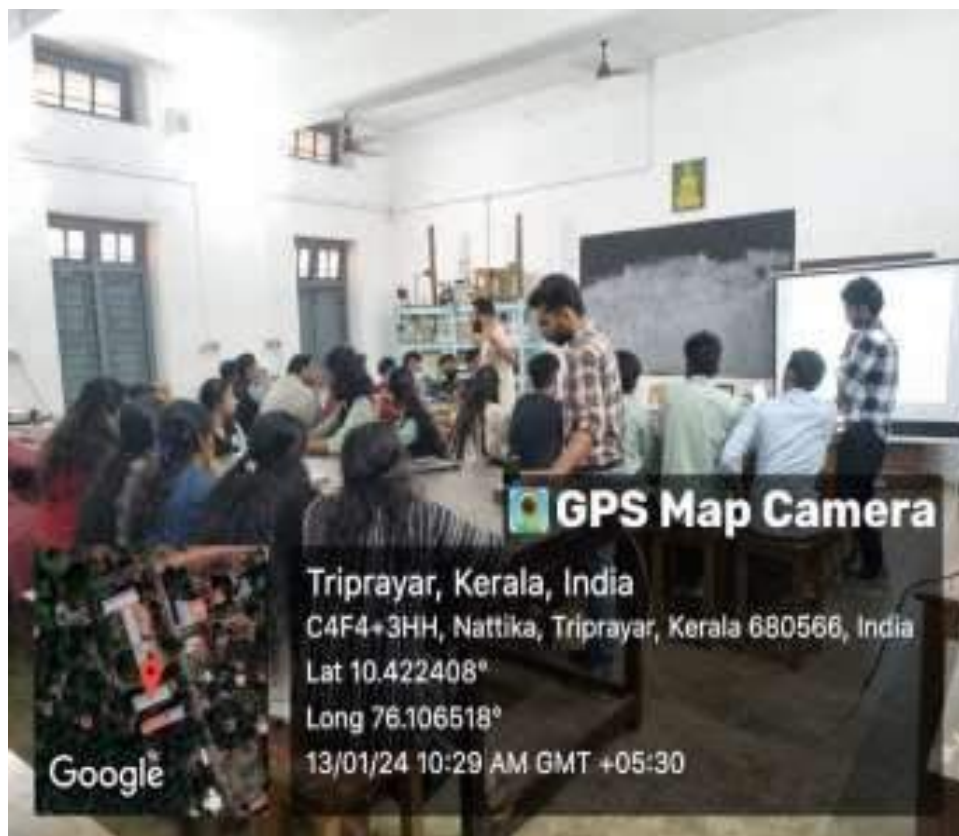 GPS Map Camera
Triprayar, Kerala, India
C4F4+3HH, Nattika, Triprayar, Kerala 680566, India
Lat 10.422408°
Long 76.106518°
13/01/24 10:29 AM GMT +05:30
Google